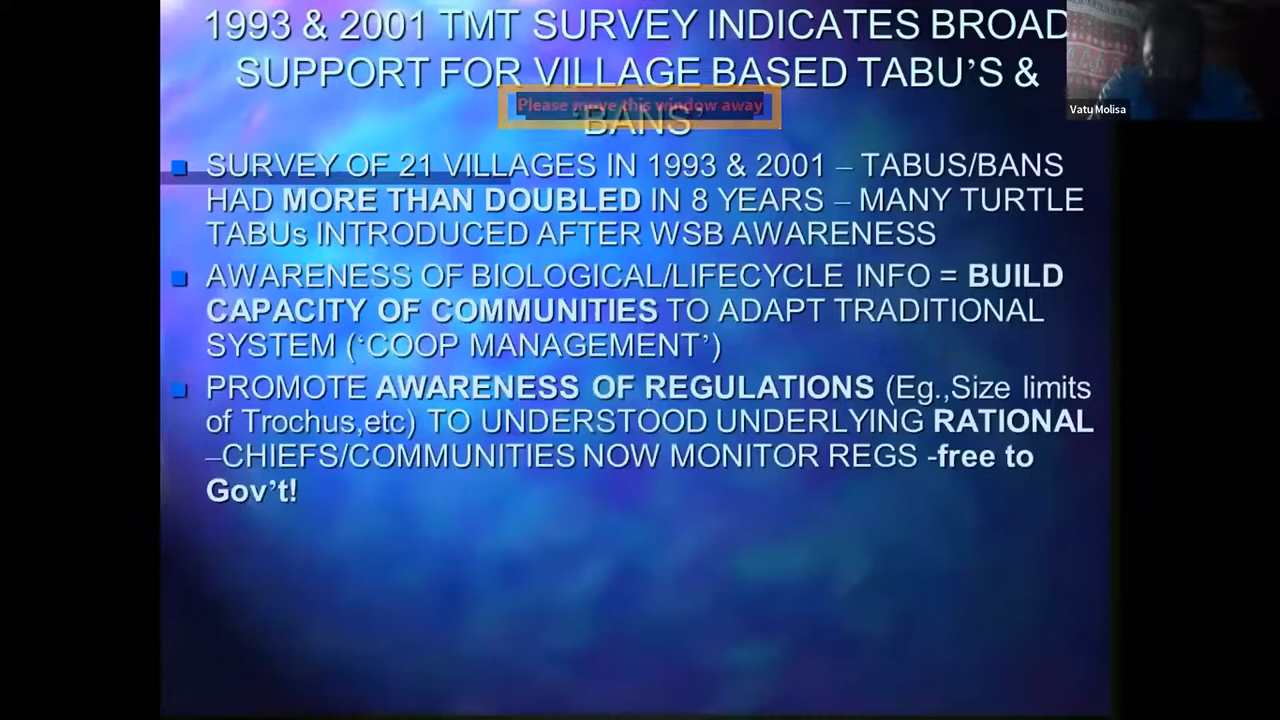 1993 & 2001 TMT SURVEY INDICATES BROAD
SUPPORT FOR VILLAGE BASED TABU’S &
Please move this window away
‘BANS’
Vatu Molisa
SURVEY OF 21 VILLAGES IN 1993 & 2001 – TABUS/BANS
HAD MORE THAN DOUBLED IN 8 YEARS – MANY TURTLE
TABUs INTRODUCED AFTER WSB AWARENESS
AWARENESS OF BIOLOGICAL/LIFECYCLE INFO = BUILD
CAPACITY OF COMMUNITIES TO ADAPT TRADITIONAL
SYSTEM (‘COOP MANAGEMENT’)
PROMOTE AWARENESS OF REGULATIONS (Eg.,Size limits
of Trochus,etc) TO UNDERSTOOD UNDERLYING RATIONAL
–CHIEFS/COMMUNITIES NOW MONITOR REGS -free to
Gov’t!